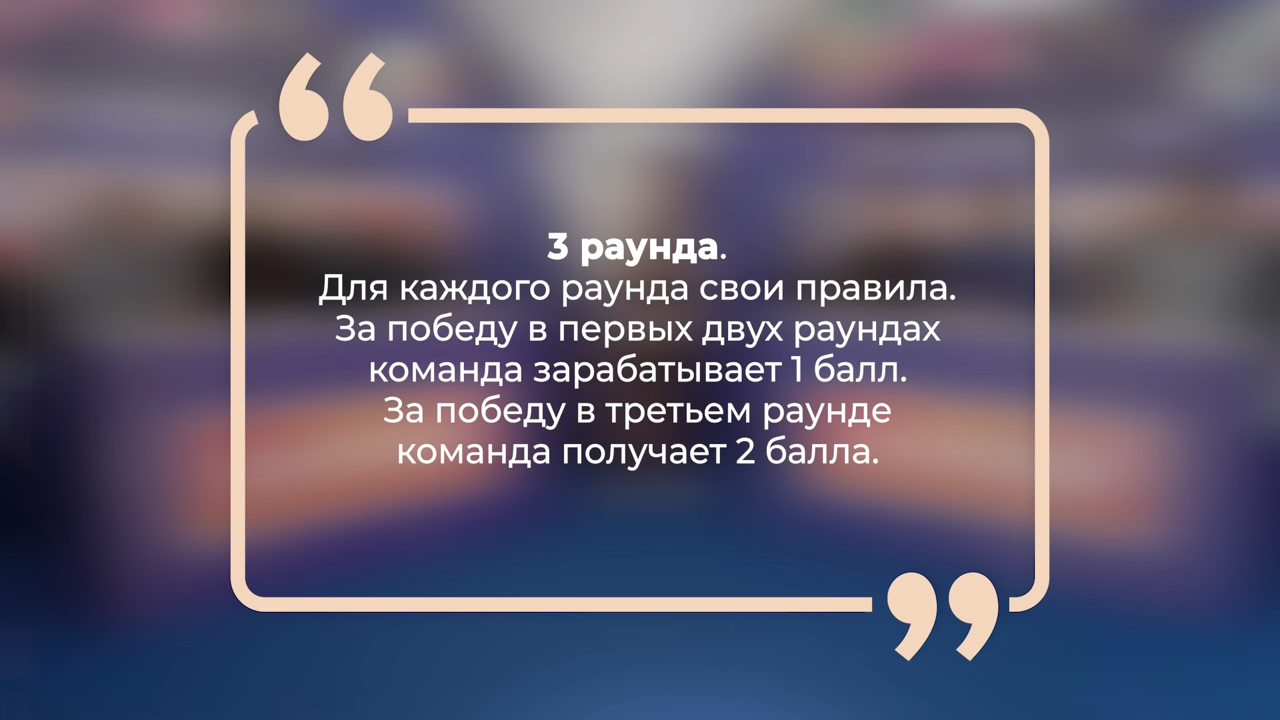 3 раунда.
Для каждого раунда свои правила.
За победу в первых двух раундах
команда зарабатывает 1 балл.
За победу в третьем раунде
команда получает 2 балла.